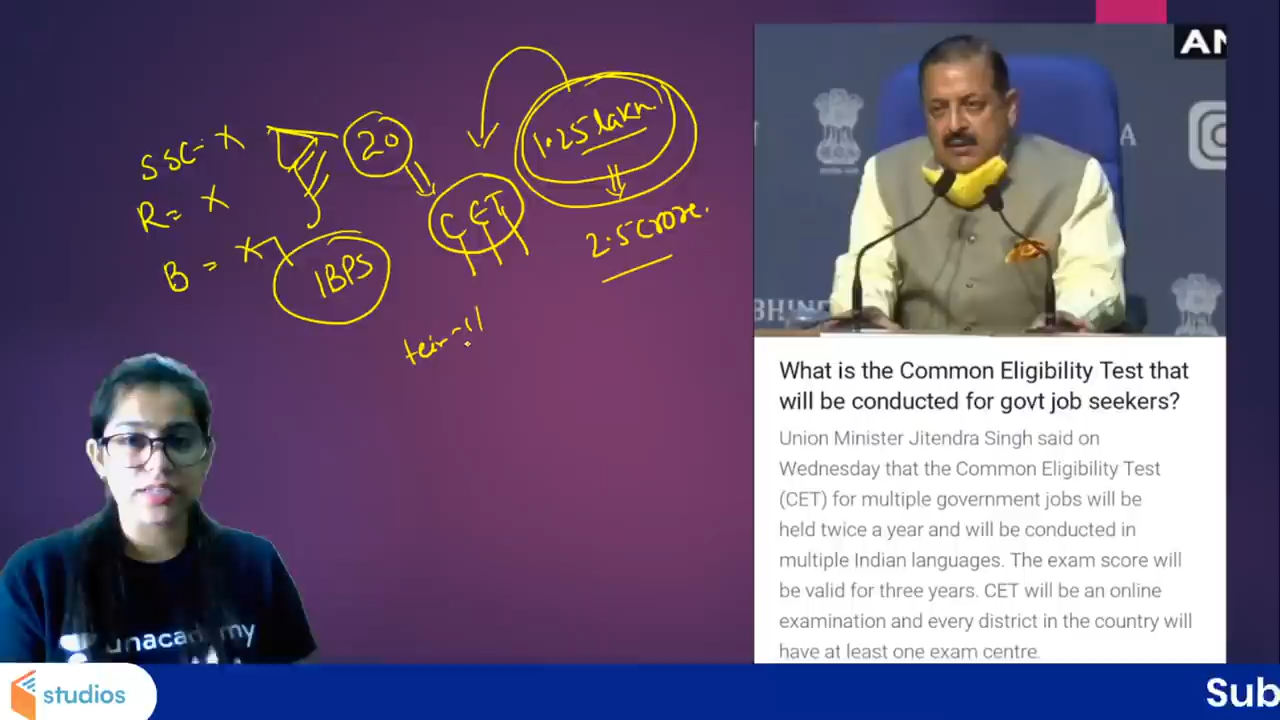 SSC- X
R= X
B = X
IBPS
20
CET
1.25 lakh
2.5 crore.
teir-11
AN
BHIN
What is the Common Eligibility Test that
will be conducted for govt job seekers?
Union Minister Jitendra Singh said on
Wednesday that the Common Eligibility Test
(CET) for multiple government jobs will be
held twice a year and will be conducted in
multiple Indian languages. The exam score will
be valid for three years. CET will be an online
examination and every district in the country will
have at least one exam centre.
unacademy
studios
Sub